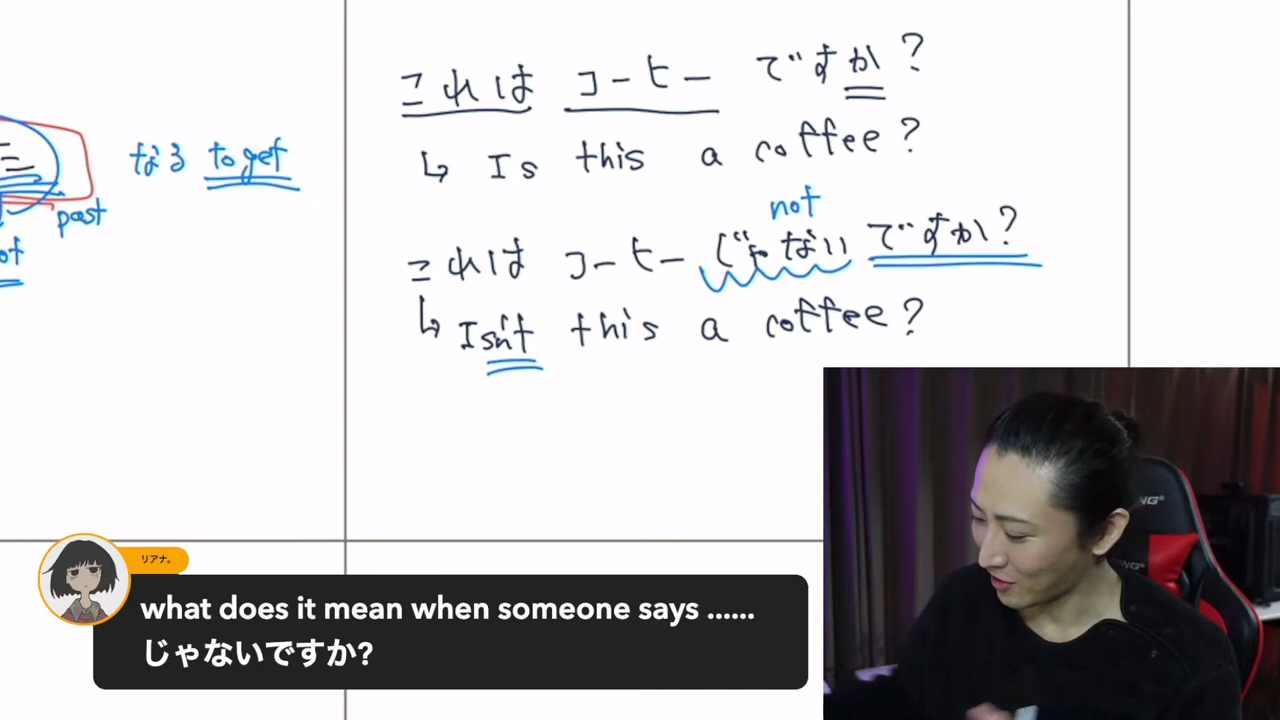 これは コーヒー ですか?
↳ Is this a coffee?
なる to get
past
not
これは コーヒー じゃない ですか?
↳ Isn't this a coffee?
リアナ。
what does it mean when someone says ......
じゃないですか?